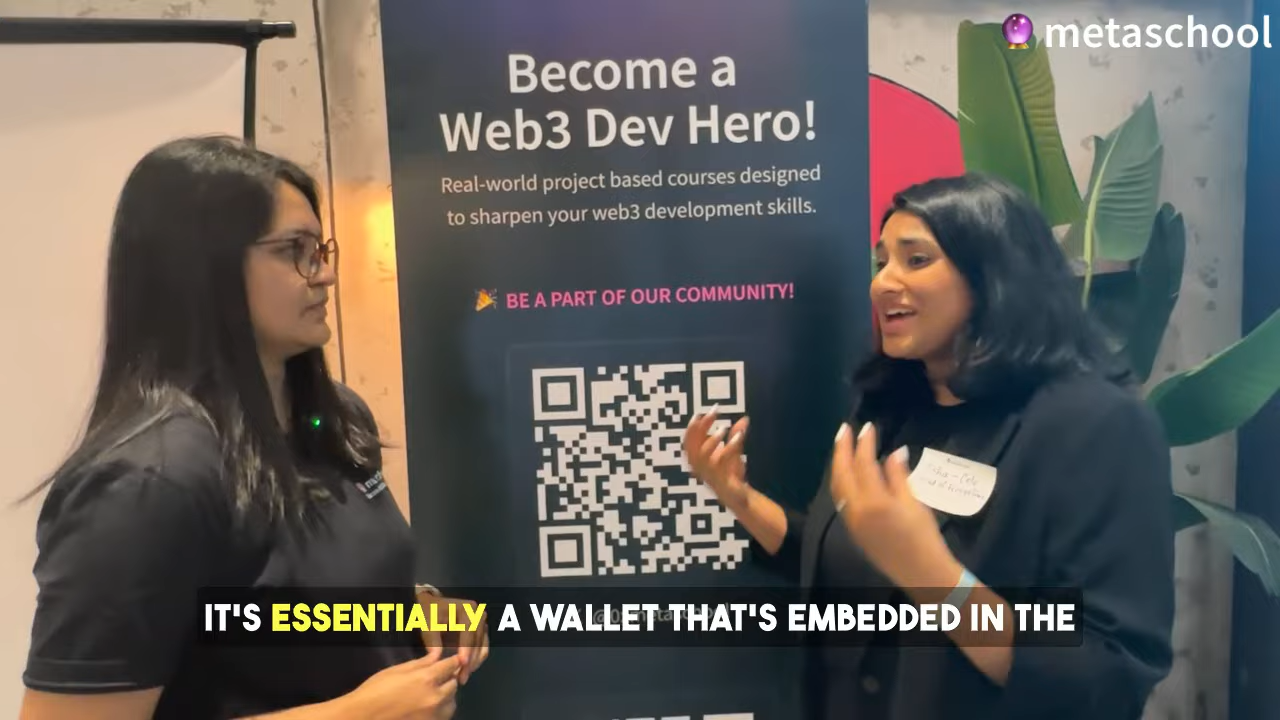 metaschool
Become a
Web3 Dev Hero!
Real-world project based courses designed
to sharpen your web3 development skills.
BE A PART OF OUR COMMUNITY!
IT'S ESSENTIALLY A WALLET THAT'S EMBEDDED IN THE